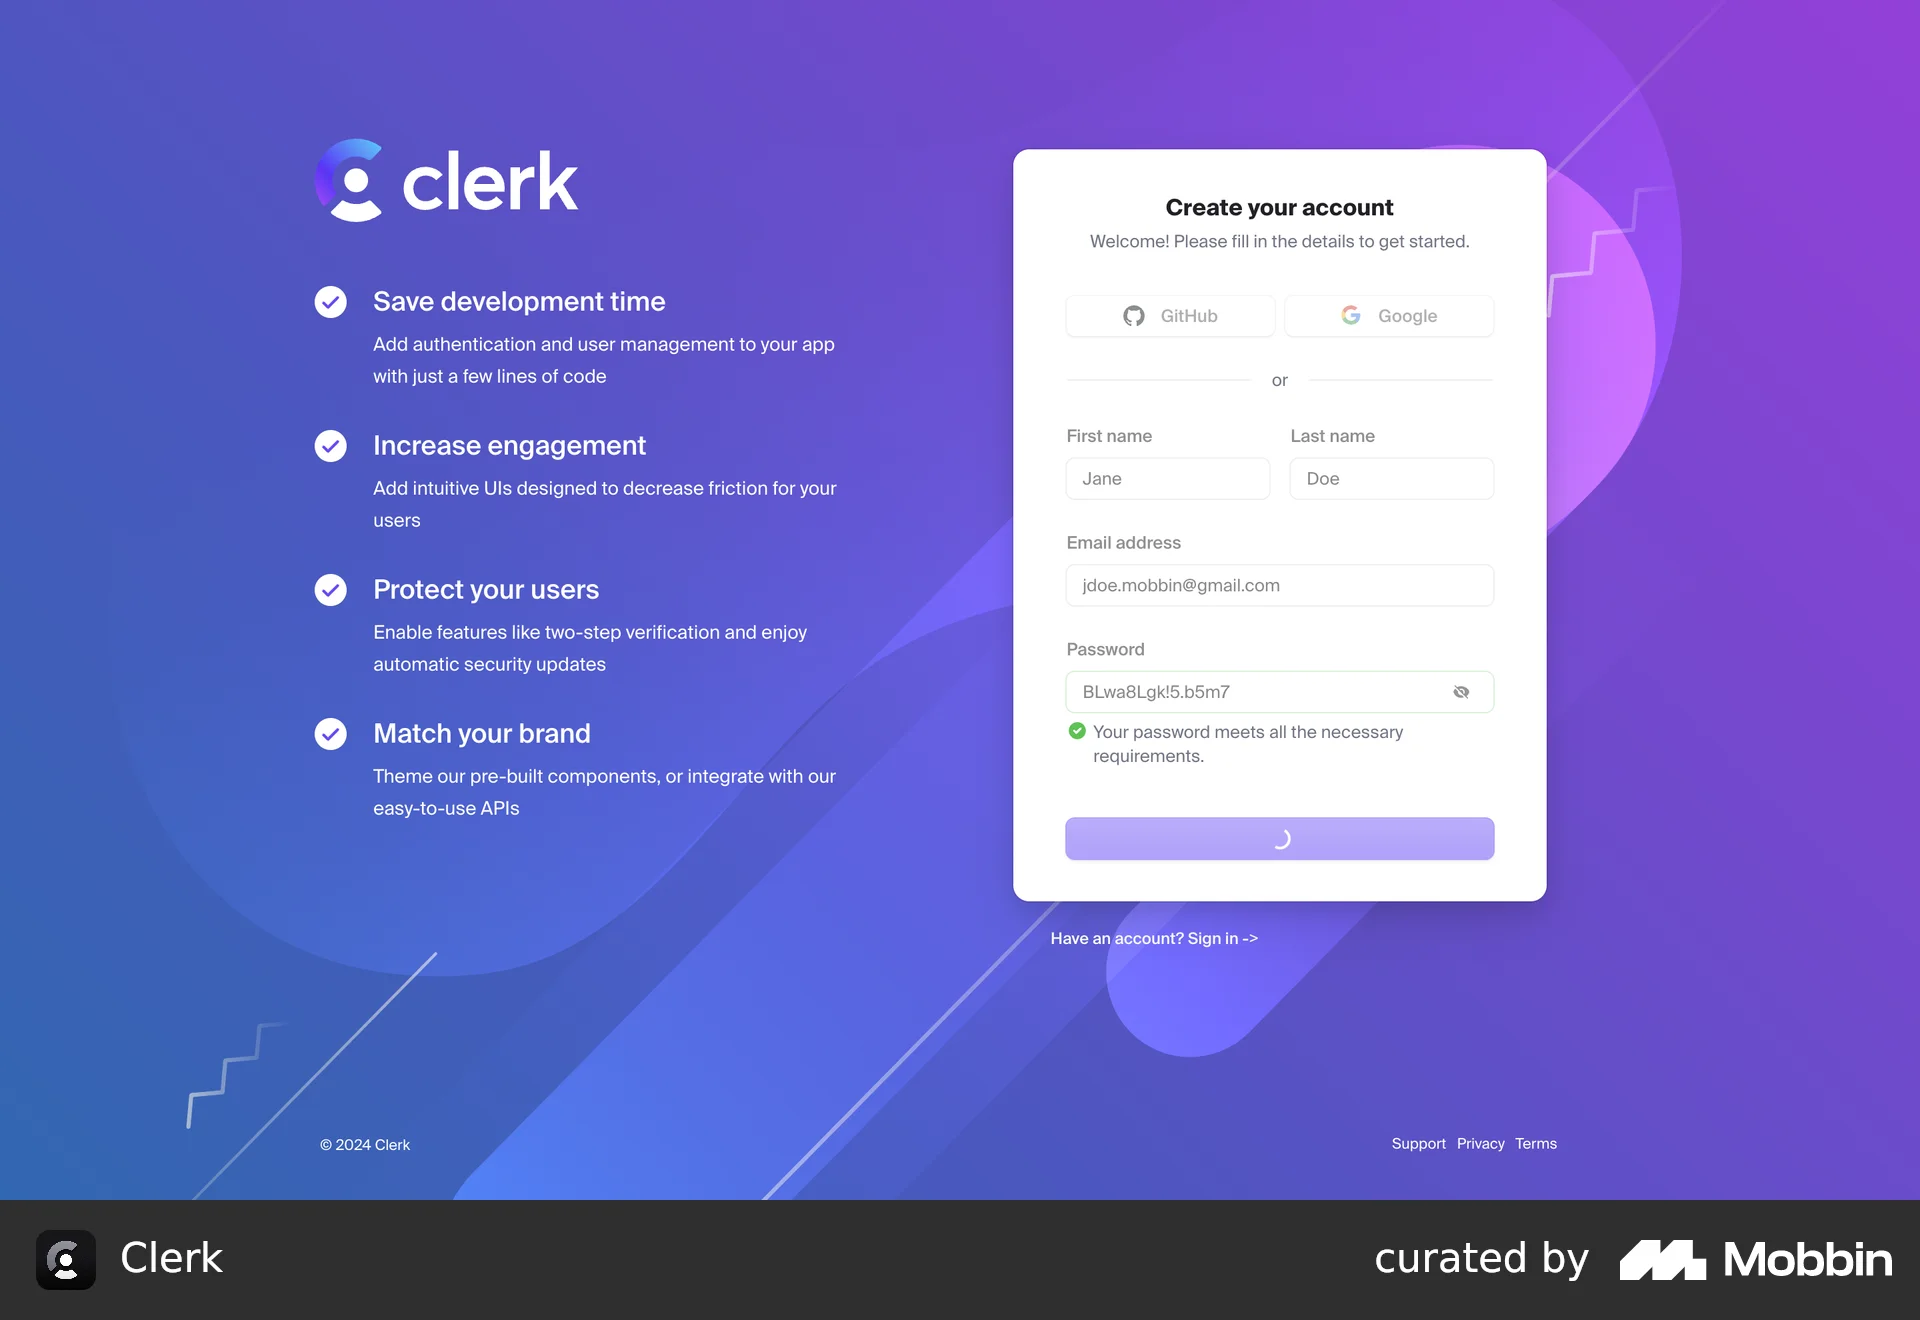 clerk
Save development time
Add authentication and user management to your app
with just a few lines of code
Increase engagement
Add intuitive UIs designed to decrease friction for your
users
Protect your users
Enable features like two-step verification and enjoy
automatic security updates
Match your brand
Theme our pre-built components, or integrate with our
easy-to-use APIs
Create your account
Welcome! Please fill in the details to get started.
GitHub
Google
or
First name
Last name
Jane
Doe
Email address
jdoe.mobbin@gmail.com
Password
BLwa8Lgk!5.b5m7
Your password meets all the necessary
requirements.
Have an account? Sign in ->
© 2024 Clerk
Support Privacy Terms
Clerk
curated by Mobbin